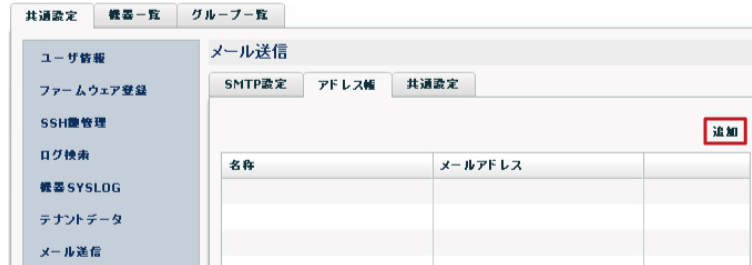 共通設定 機器一覧 グループ一覧
ユーザ情報
ファームウェア登録
SSH鍵管理
ログ検索
機器SYSLOG
テナントデータ
メール送信
メール送信
SMTP設定 アドレス帳 共通設定
追加
名称 メールアドレス